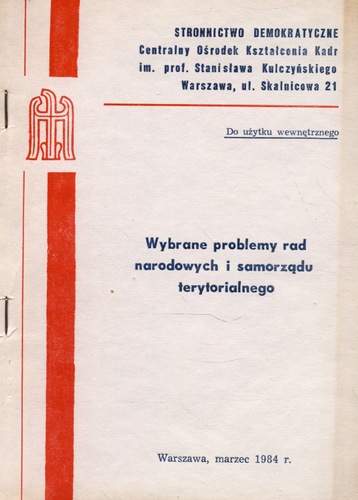 STRONNICTWO DEMOKRATYCZNE
Centralny Ośrodek Kształcenia Kadr
im. prof. Stanisława Kulczyńskiego
Warszawa, ul. Skalnicowa 21
Do użytku wewnętrznego
Wybrane problemy rad
narodowych i samorządu
terytorialnego
Warszawa, marzec 1984 r.